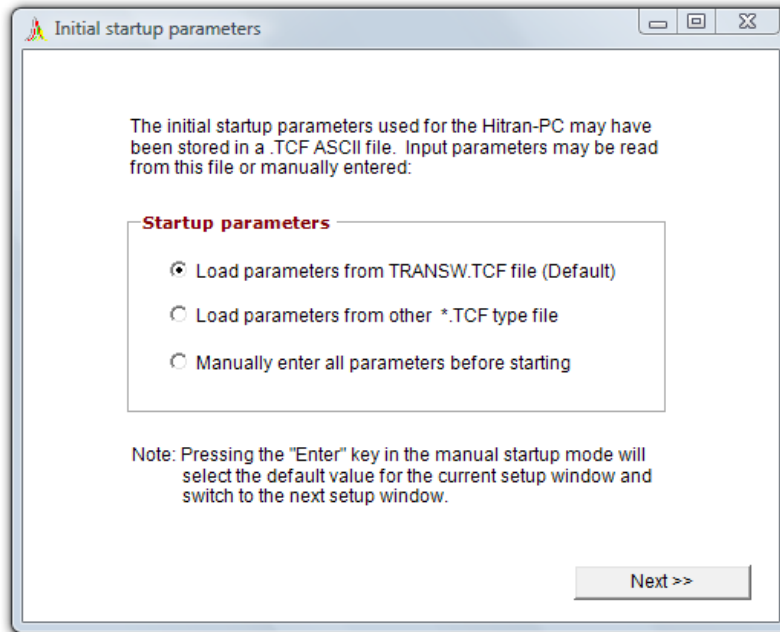 Initial startup parameters
The initial startup parameters used for the Hitran-PC may have
been stored in a .TCF ASCII file. Input parameters may be read
from this file or manually entered:
Startup parameters
Load parameters from TRANSW.TCF file (Default)
Load parameters from other *.TCF type file
Manually enter all parameters before starting
Note: Pressing the "Enter" key in the manual startup mode will
select the default value for the current setup window and
switch to the next setup window.
Next >>